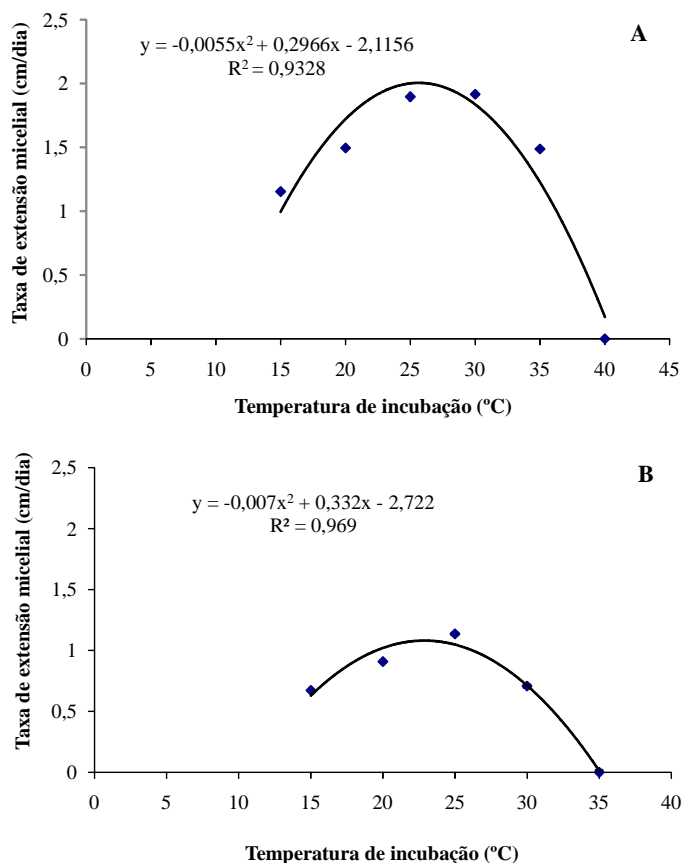 A
y = -0,0055x² + 0,2966x - 2,1156
R² = 0,9328
Taxa de extensão micelial (cm/dia)
2,5
2
1,5
1
0,5
0
0 5 10 15 20 25 30 35 40 45
Temperatura de incubação (ºC)
B
y = -0,007x² + 0,332x - 2,722
R² = 0,969
Taxa de extensão micelial (cm/dia)
2,5
2
1,5
1
0,5
0
0 5 10 15 20 25 30 35 40
Temperatura de incubação (ºC)